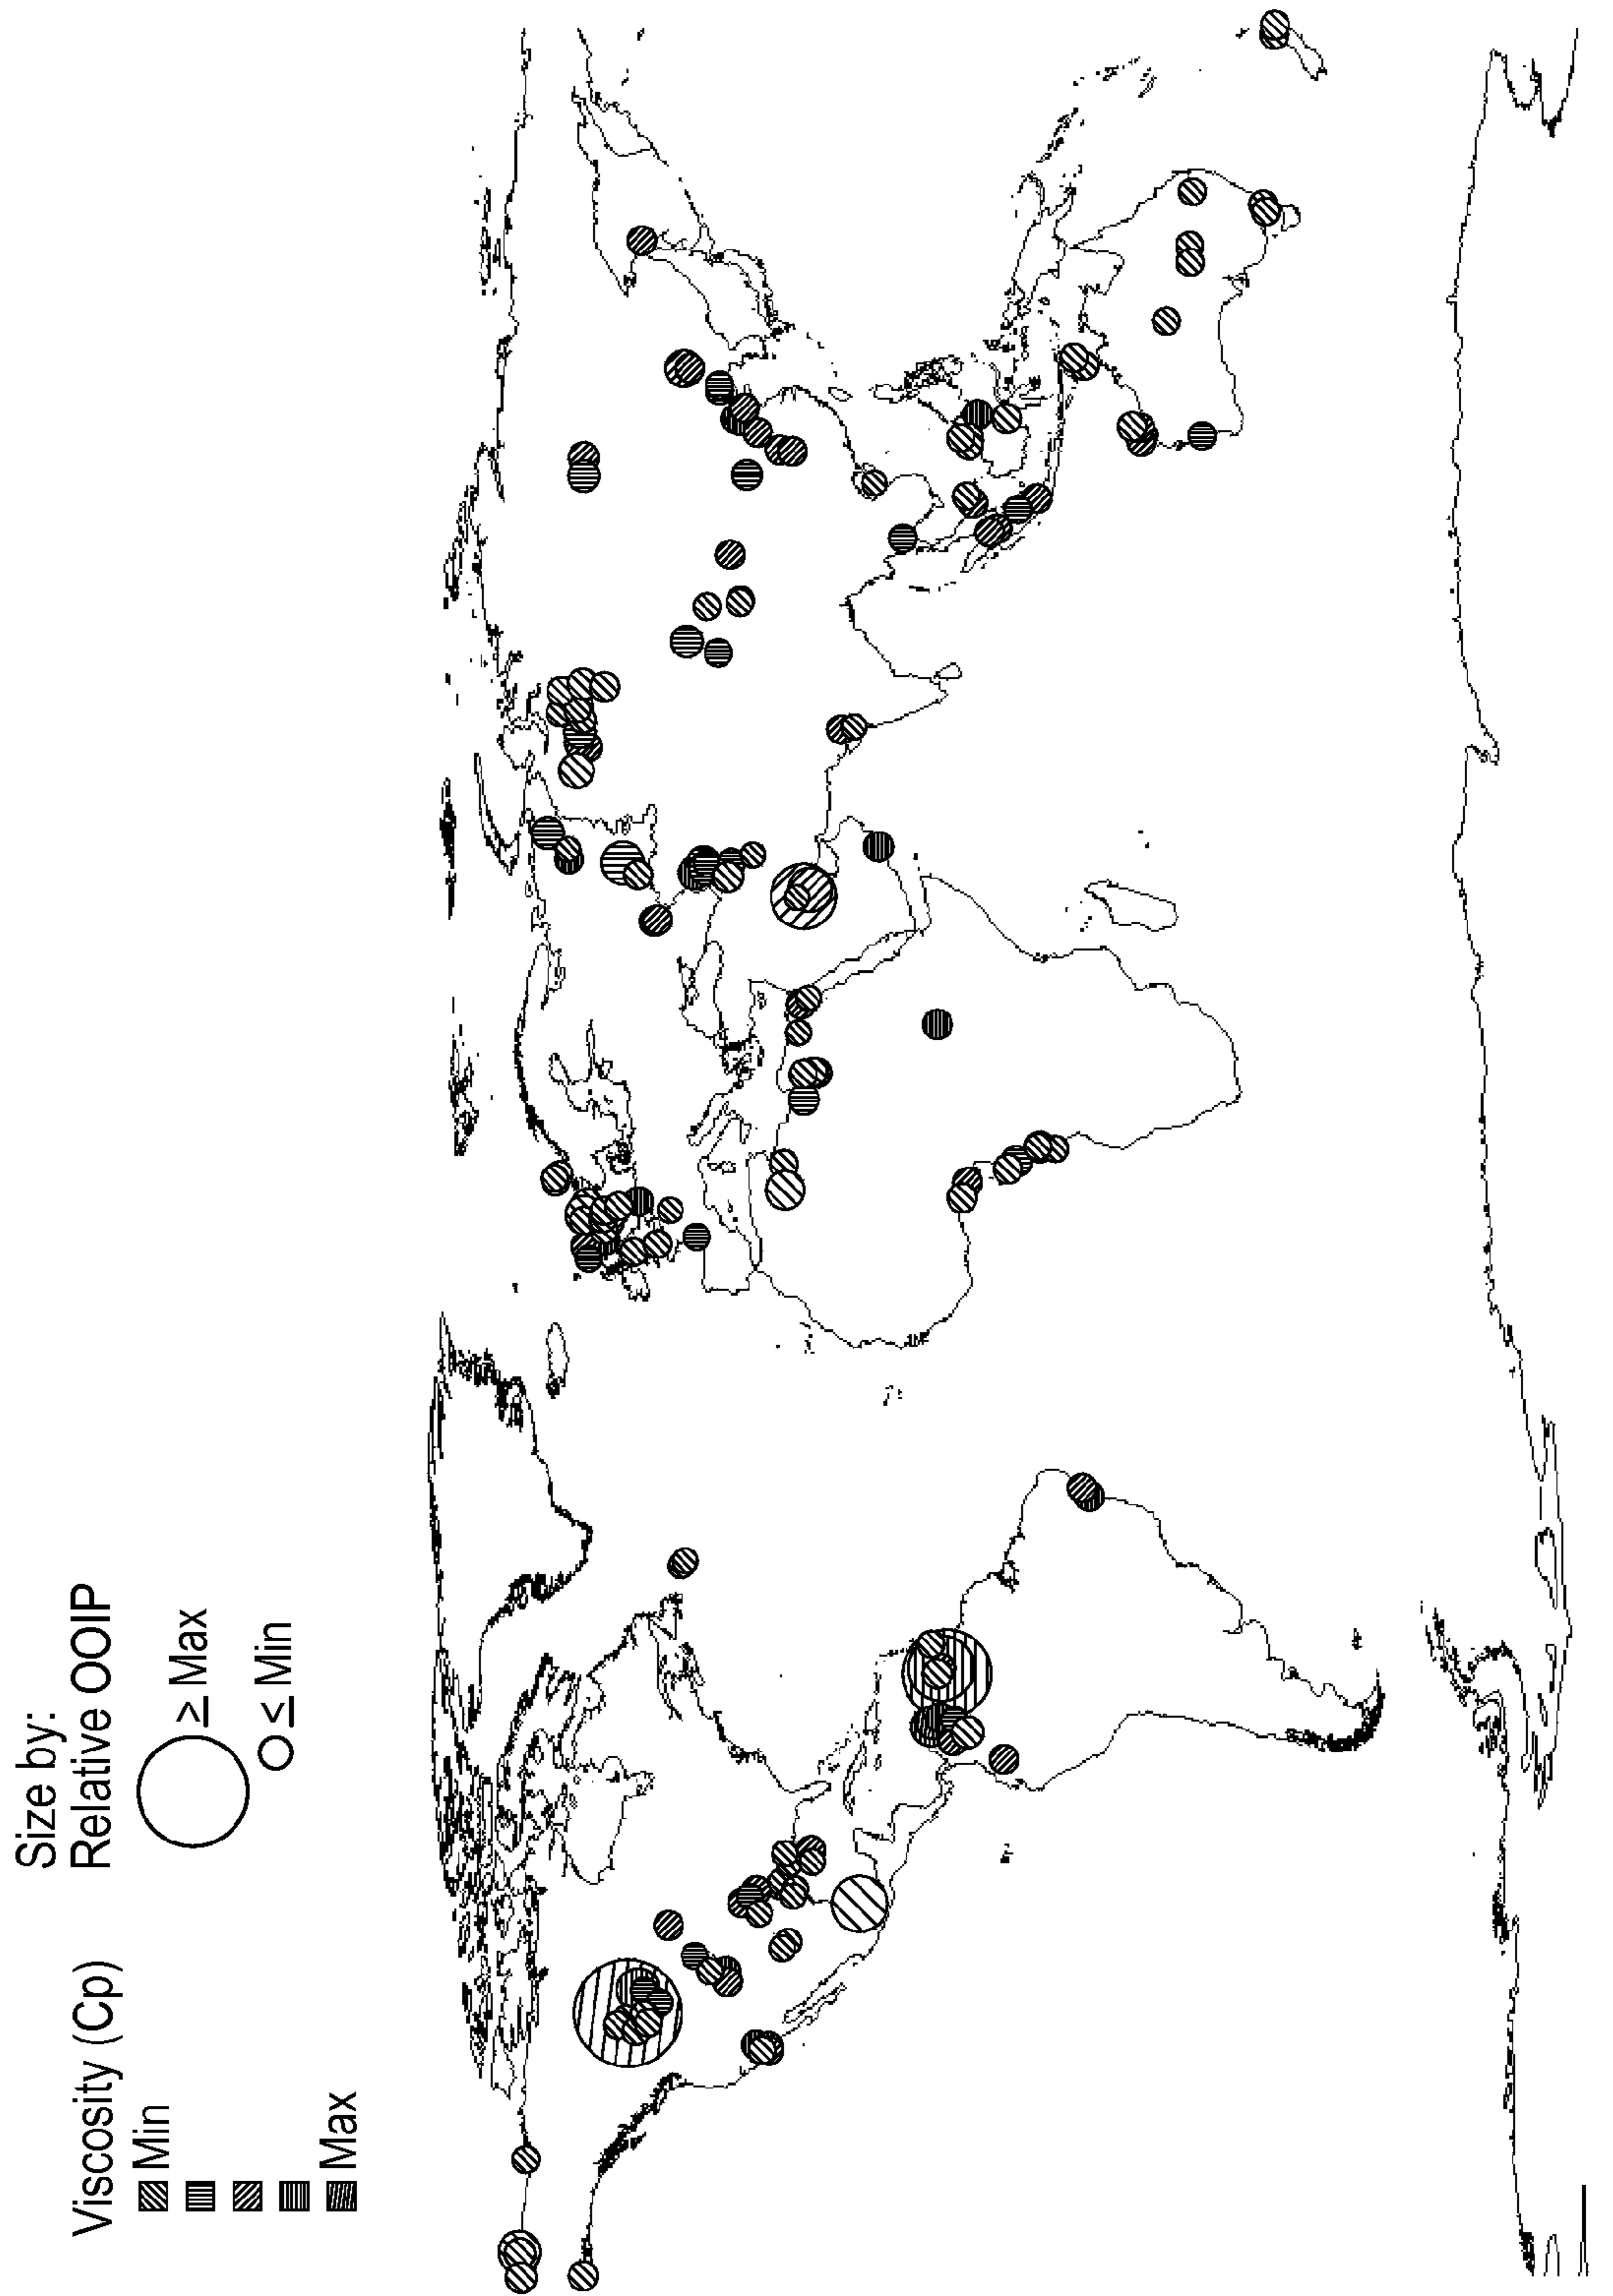 Viscosity (Cp)
Min
Max
Size by:
Relative OOIP
≥ Max
≤ Min